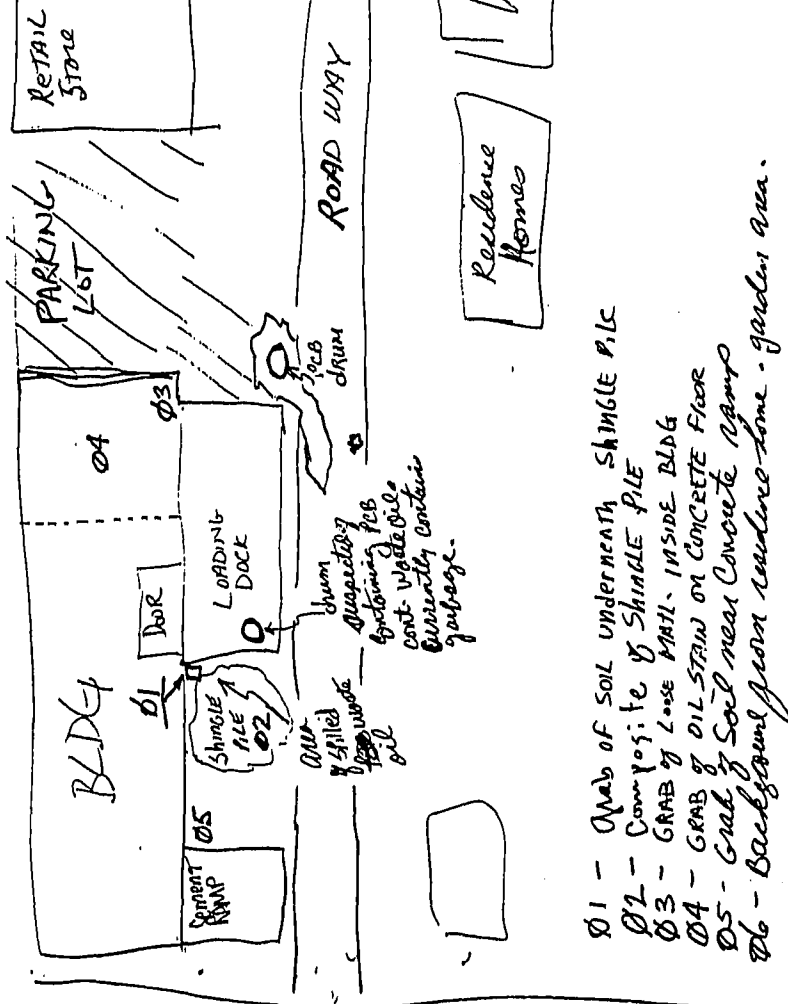 RETAIL
Store
PARKING
LOT
ROAD WAY
Residence
Homes
PCB
drum
Ø3
Ø4
BLDG
DOOR
LOADING
DOCK
Ø1
Shingle
PILE
Ø2
Ø5
Cement
RAMP
drum
suspected of
containing PCB
cont. Waste oil.
Currently contains
garbage.
area
of spilled
waste
oil
Ø1 - Grab of SOIL underneath Shingle Pile
Ø2 - Composite of Shingle PILE
Ø3 - GRAB of Loose MATL. INSIDE BLDG
Ø4 - GRAB of OIL STAIN on CONCRETE Floor
Ø5 - Grab of Soil near Concrete ramp
Ø6 - Background from residence home - garden area.